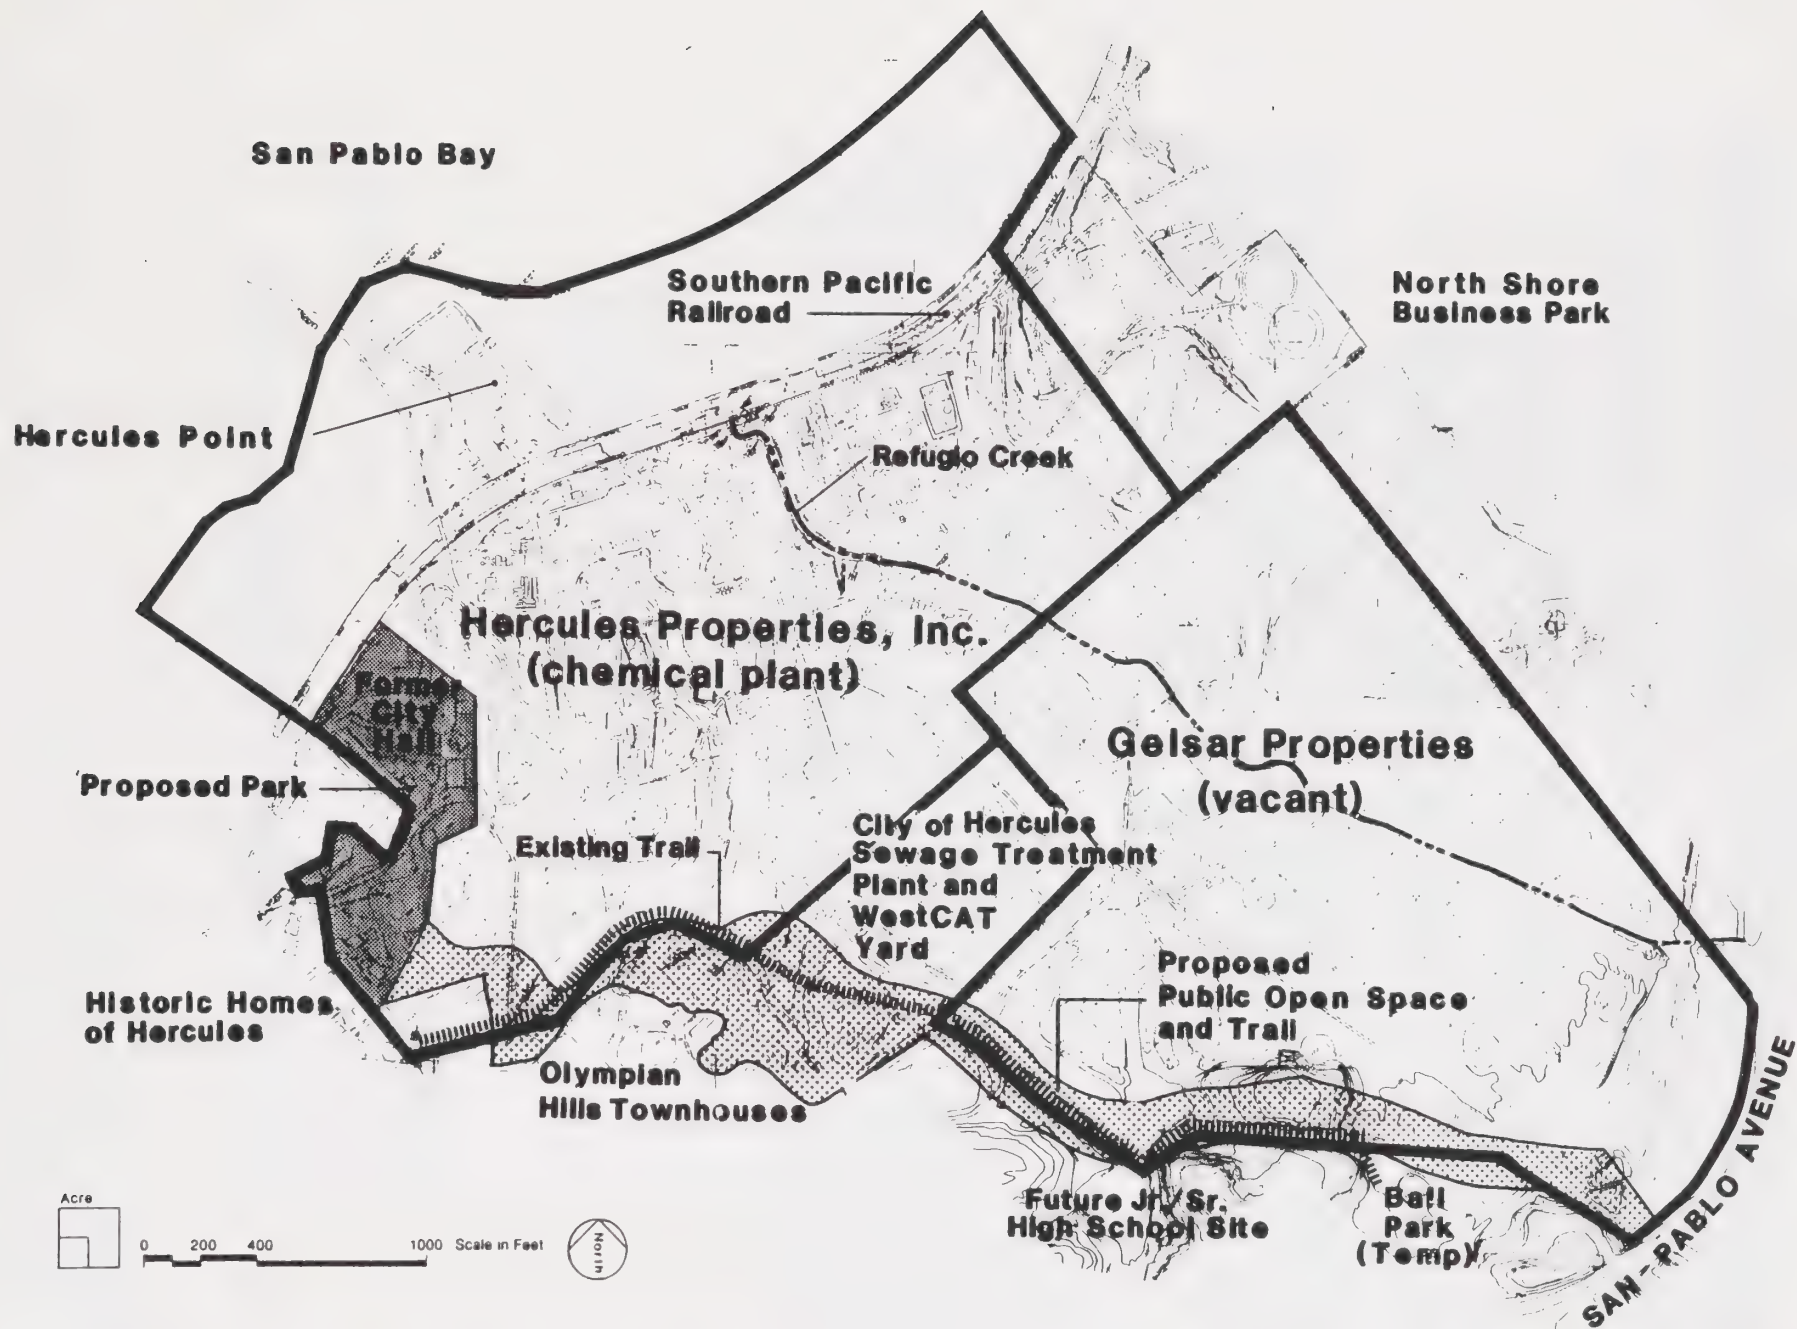 San Pablo Bay
Southern Pacific
Railroad
North Shore
Business Park
Hercules Point
Refugio Creek
Hercules Properties, Inc.
(chemical plant)
Former
City
Hall
Gelsar Properties
(vacant)
Proposed Park
Existing Trail
City of Hercules
Sewage Treatment
Plant and
WestCAT
Yard
Proposed
Public Open Space
and Trail
Historic Homes
of Hercules
Olympian
Hills Townhouses
Future Jr./Sr.
High School Site
Ball
Park
(Temp)
SAN-PABLO AVENUE
Acre
0 200 400 1000 Scale in Feet
North